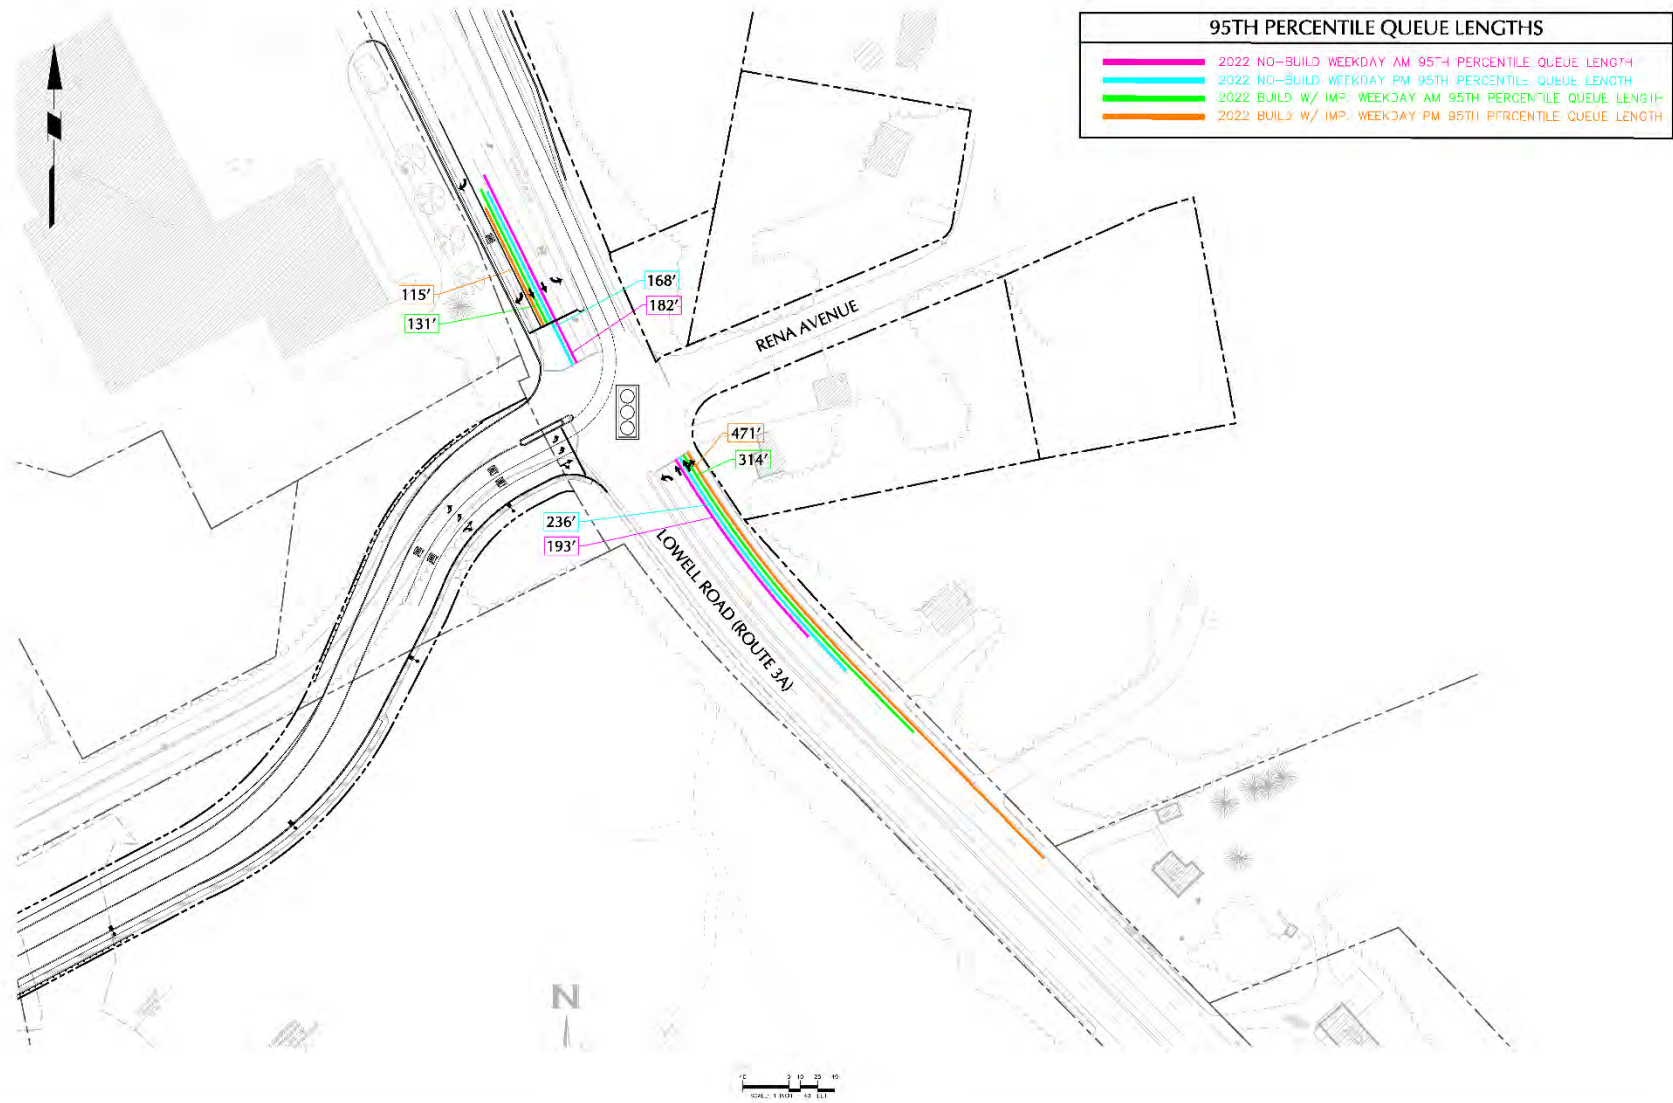 95TH PERCENTILE QUEUE LENGTHS
2022 NO-BUILD WEEKDAY AM 95TH PERCENTILE QUEUE LENGTH
2022 NO-BUILD WEEKDAY PM 95TH PERCENTILE QUEUE LENGTH
2022 BUILD W/ IMP. WEEKDAY AM 95TH PERCENTILE QUEUE LENGTH
2022 BUILD W/ IMP. WEEKDAY PM 95TH PERCENTILE QUEUE LENGTH
168'
115'
182'
131'
RENA AVENUE
471'
314'
236'
193'
LOWELL ROAD (ROUTE 3A)
N